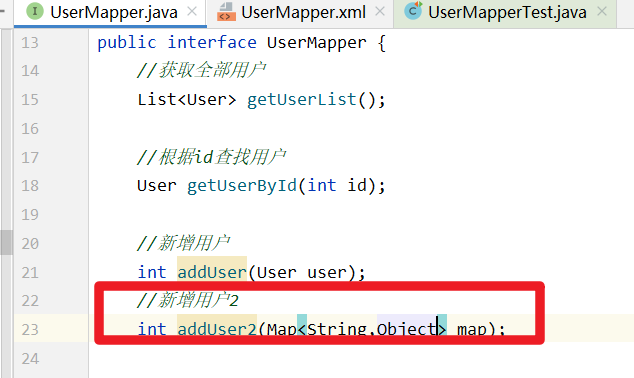 UserMapper.java × UserMapper.xml × UserMapperTest.java ×
13 public interface UserMapper {
14 //获取全部用户
15 List<User> getUserList();
16
17 //根据id查找用户
18 User getUserById(int id);
19
20 //新增用户
21 int addUser(User user);
22 //新增用户2
23 int addUser2(Map<String,Object> map);
24